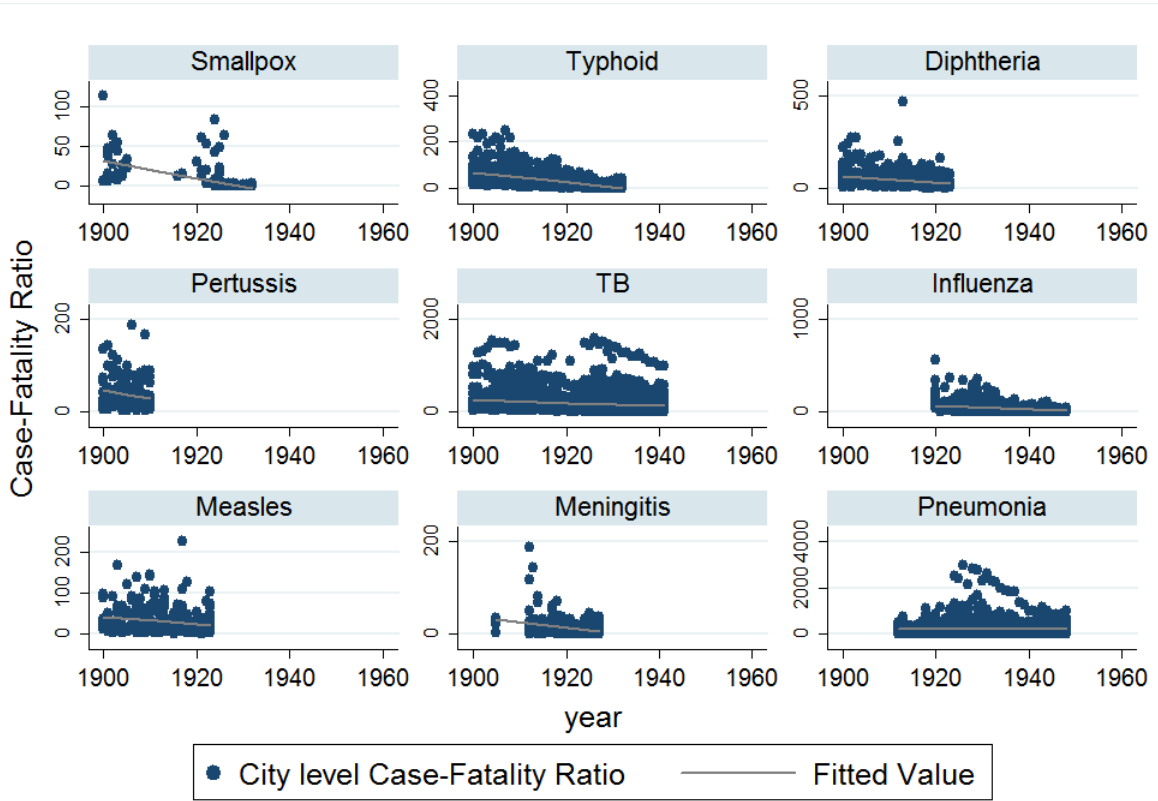 Case-Fatality Ratio
Smallpox
0 50 100
1900 1920 1940 1960
Typhoid
0 200 400
1900 1920 1940 1960
Diphtheria
0 500
1900 1920 1940 1960
Pertussis
0 200
1900 1920 1940 1960
TB
0 2000
1900 1920 1940 1960
Influenza
0 1000
1900 1920 1940 1960
Measles
0 100 200
1900 1920 1940 1960
Meningitis
0 200
1900 1920 1940 1960
Pneumonia
0 2000 4000
1900 1920 1940 1960
year
City level Case-Fatality Ratio Fitted Value